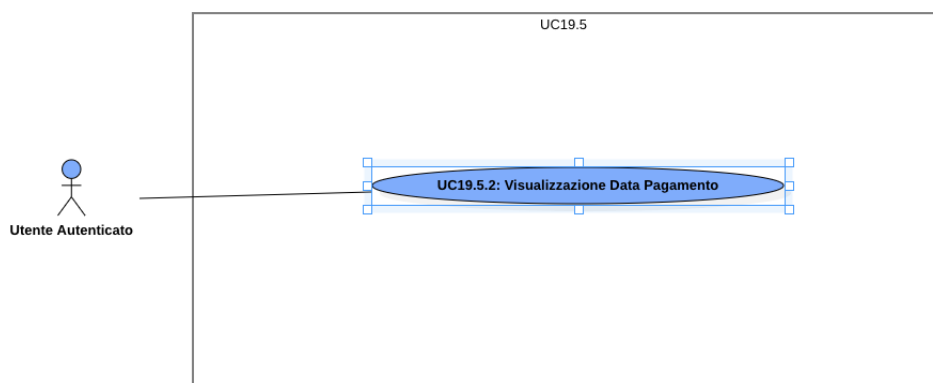 UC19.5
UC19.5.2: Visualizzazione Data Pagamento
Utente Autenticato